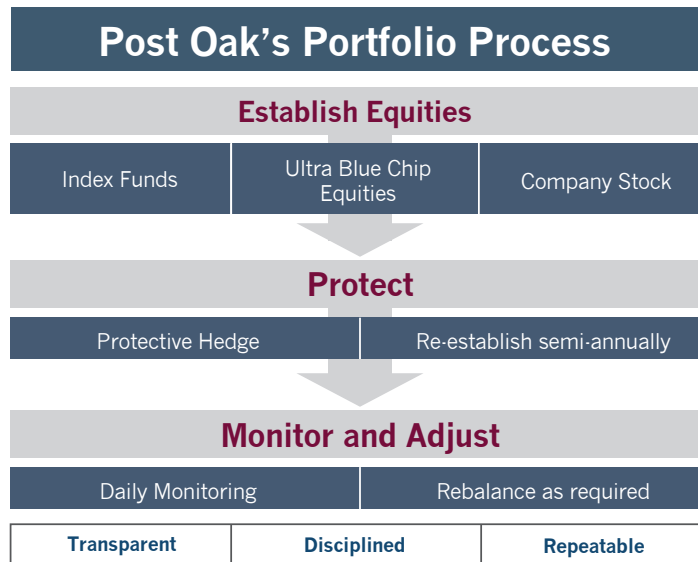 Post Oak’s Portfolio Process
Establish Equities
Index Funds
Ultra Blue Chip
Equities
Company Stock
Protect
Protective Hedge
Re-establish semi-annually
Monitor and Adjust
Daily Monitoring
Rebalance as required
Transparent
Disciplined
Repeatable